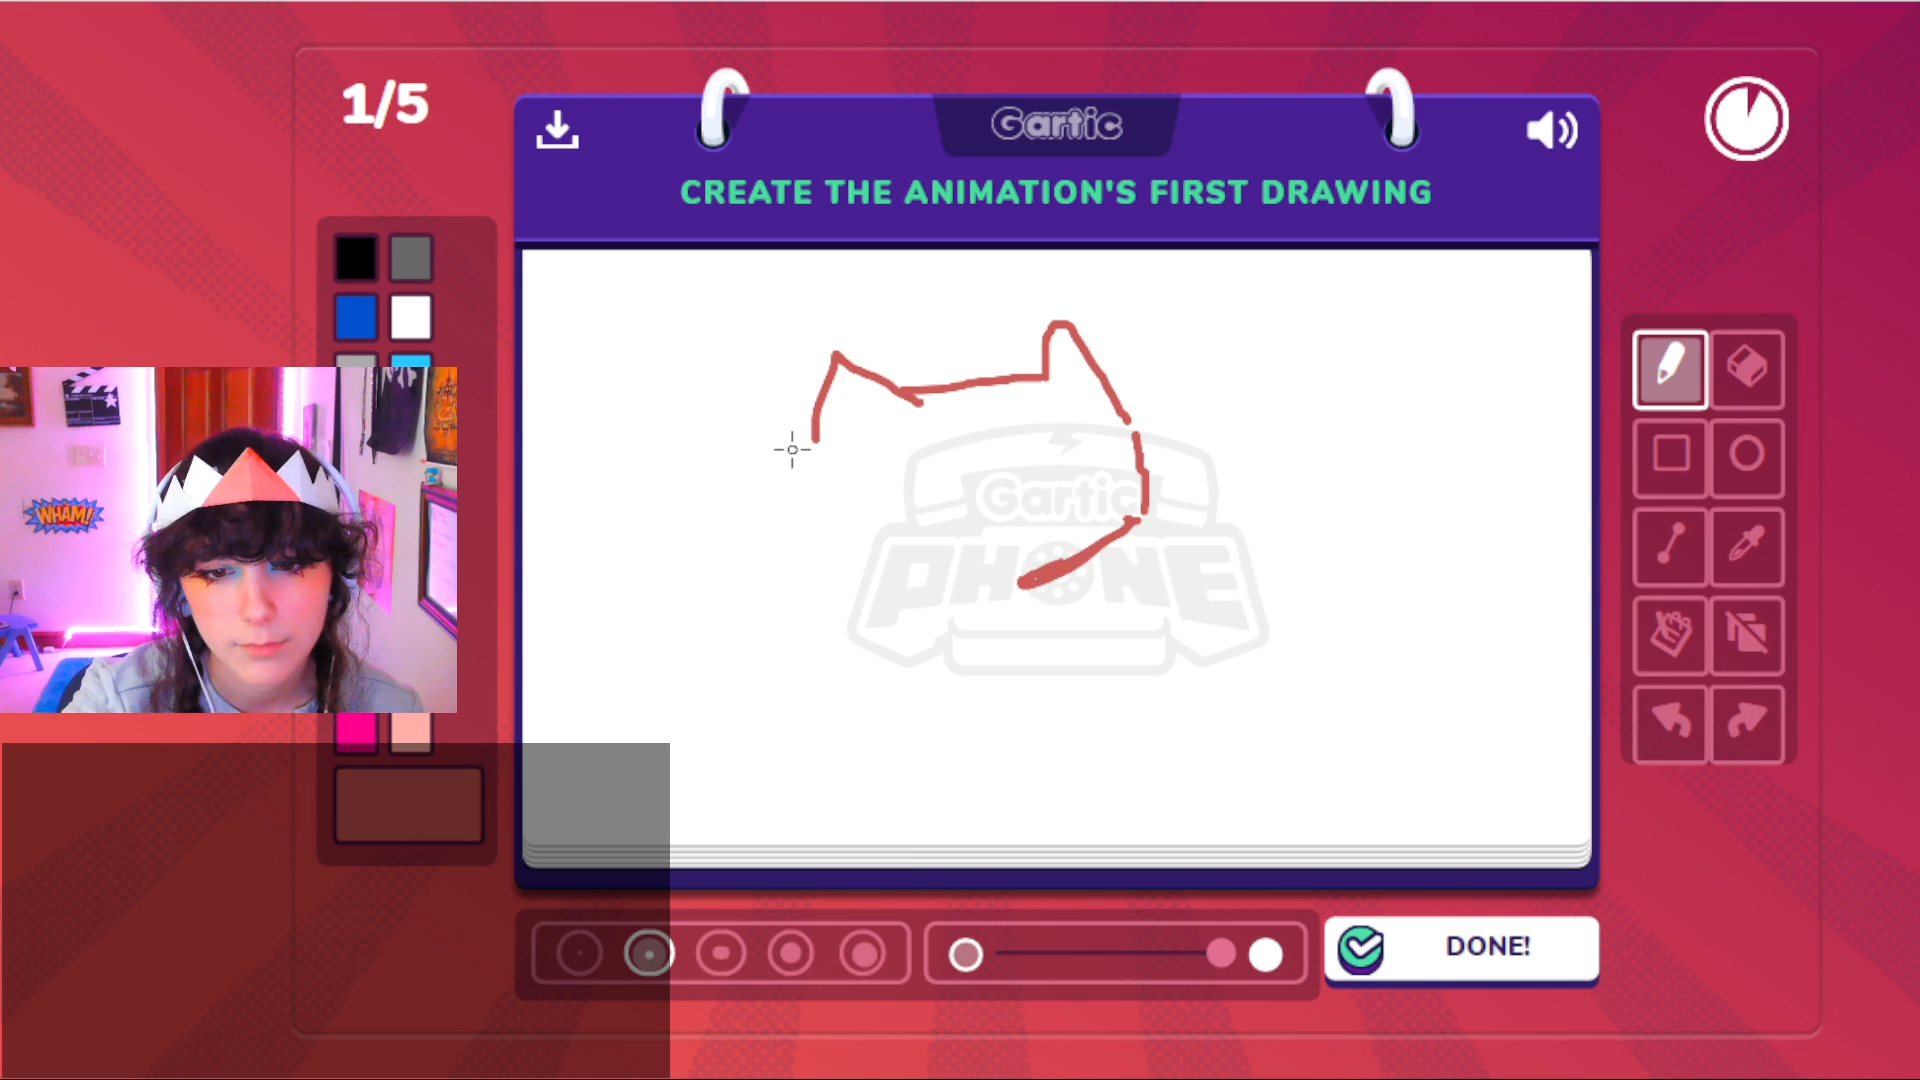 1/5
Gartic
CREATE THE ANIMATION'S FIRST DRAWING
WHAM!
Gartic
PHONE
DONE!